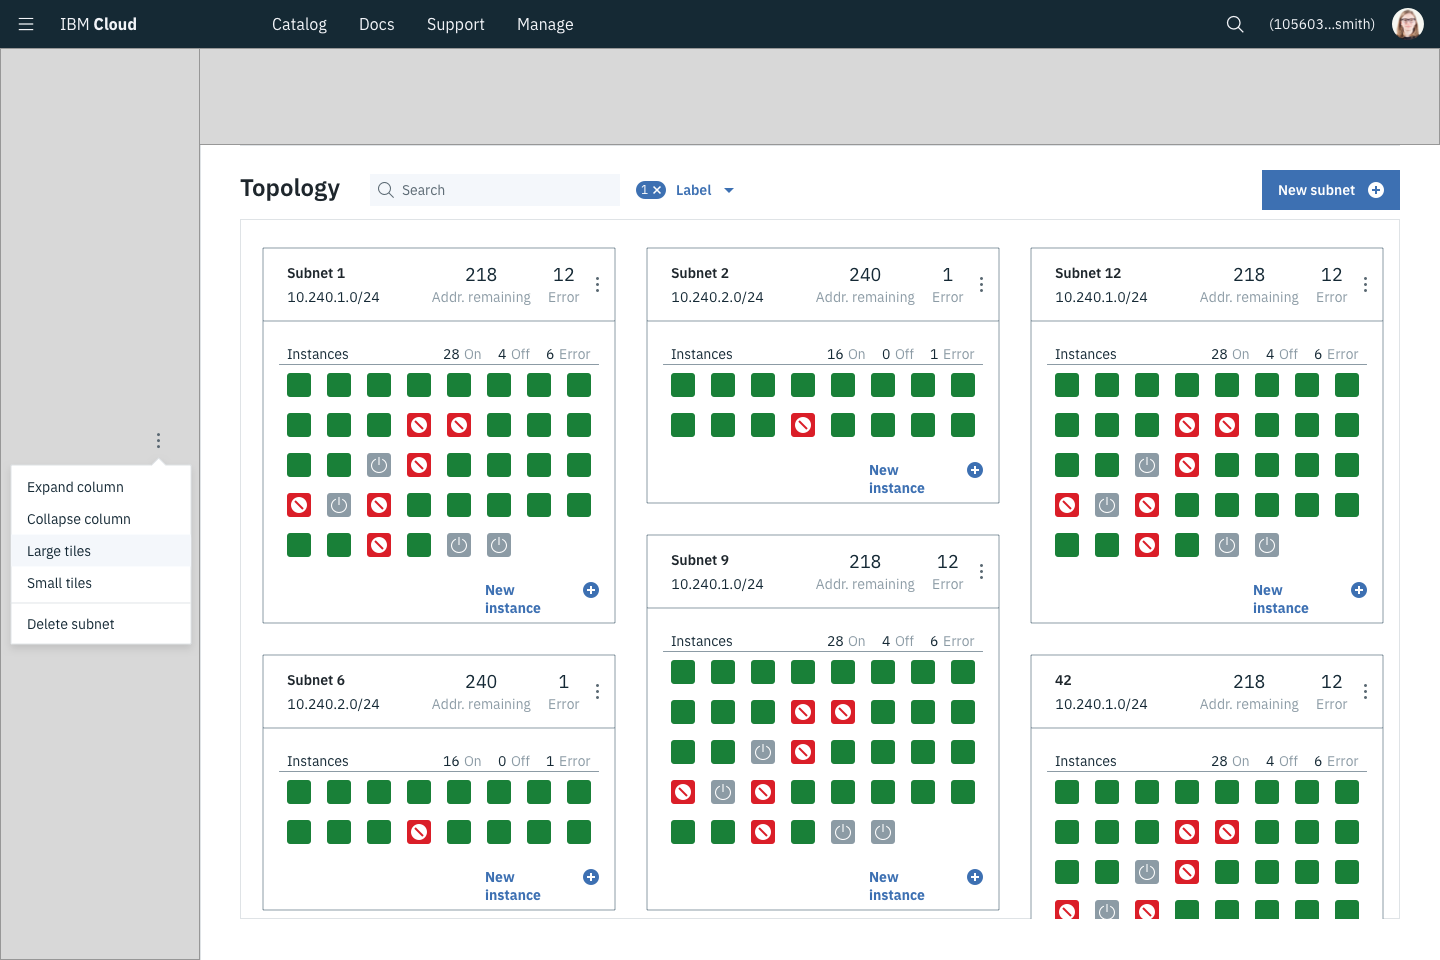 IBM Cloud
Catalog
Docs
Support
Manage
(105603...smith)
Topology
Search
1
Label
New subnet
Expand column
Collapse column
Large tiles
Small tiles
Delete subnet
Subnet 1
10.240.1.0/24
218
Addr. remaining
12
Error
Instances
28 On
4 Off
6 Error
New
instance
Subnet 6
10.240.2.0/24
240
Addr. remaining
1
Error
Instances
16 On
0 Off
1 Error
New
instance
Subnet 2
10.240.2.0/24
240
Addr. remaining
1
Error
Instances
16 On
0 Off
1 Error
New
instance
Subnet 9
10.240.1.0/24
218
Addr. remaining
12
Error
Instances
28 On
4 Off
6 Error
New
instance
Subnet 12
10.240.1.0/24
218
Addr. remaining
12
Error
Instances
28 On
4 Off
6 Error
New
instance
42
10.240.1.0/24
218
Addr. remaining
12
Error
Instances
28 On
4 Off
6 Error